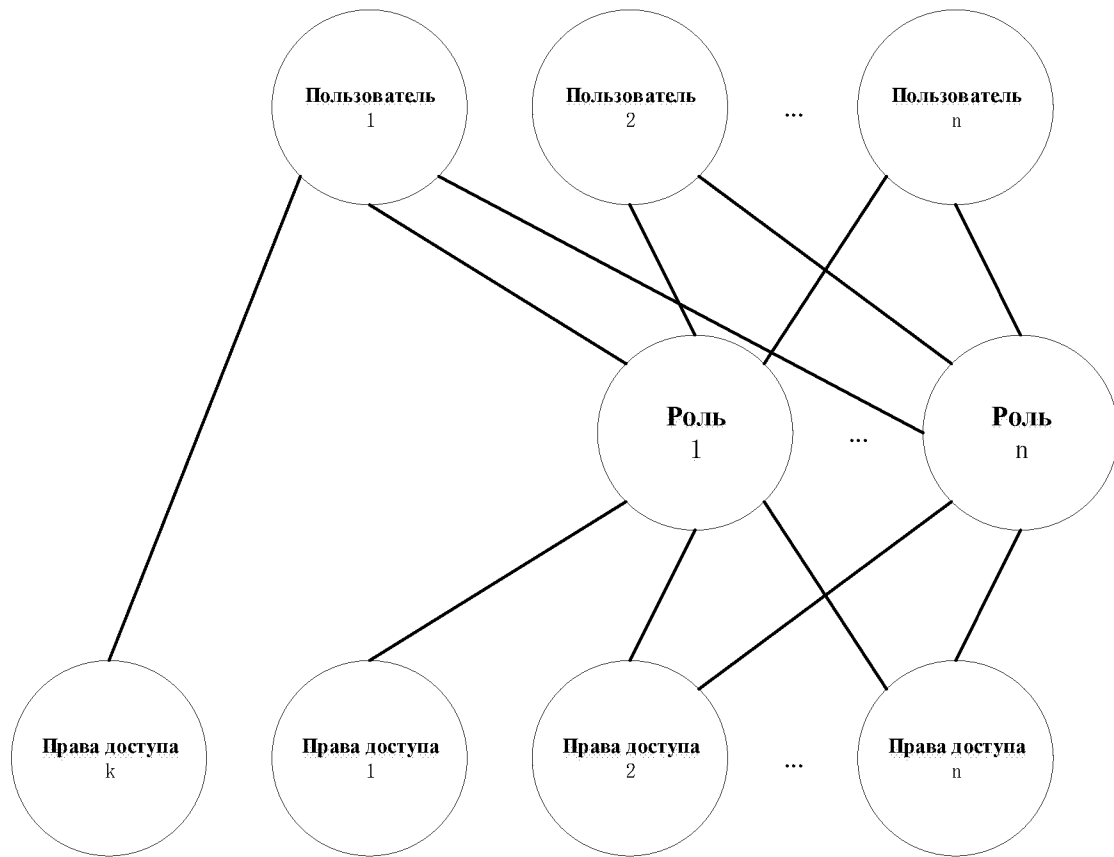 Пользователь
1
Пользователь
2
...
Пользователь
n
Роль
1
...
Роль
n
Права доступа
k
Права доступа
1
Права доступа
2
...
Права доступа
n